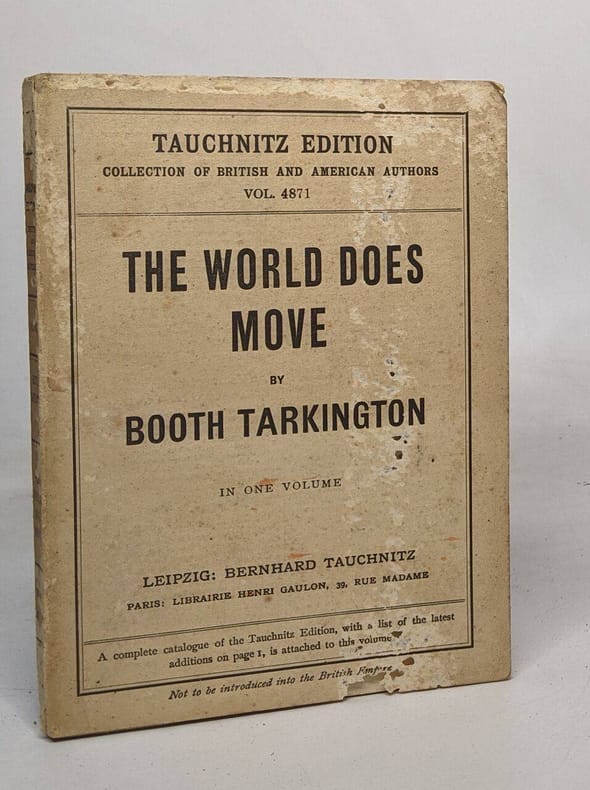 TAUCHNITZ EDITION
COLLECTION OF BRITISH AND AMERICAN AUTHORS
VOL. 4871
THE WORLD DOES
MOVE
BY
BOOTH TARKINGTON
IN ONE VOLUME
LEIPZIG: BERNHARD TAUCHNITZ
PARIS: LIBRAIRIE HENRI GAULON, 39, RUE MADAME
A complete catalogue of the Tauchnitz Edition, with a list of the latest
additions on page 1, is attached to this volume
Not to be introduced into the British Empire